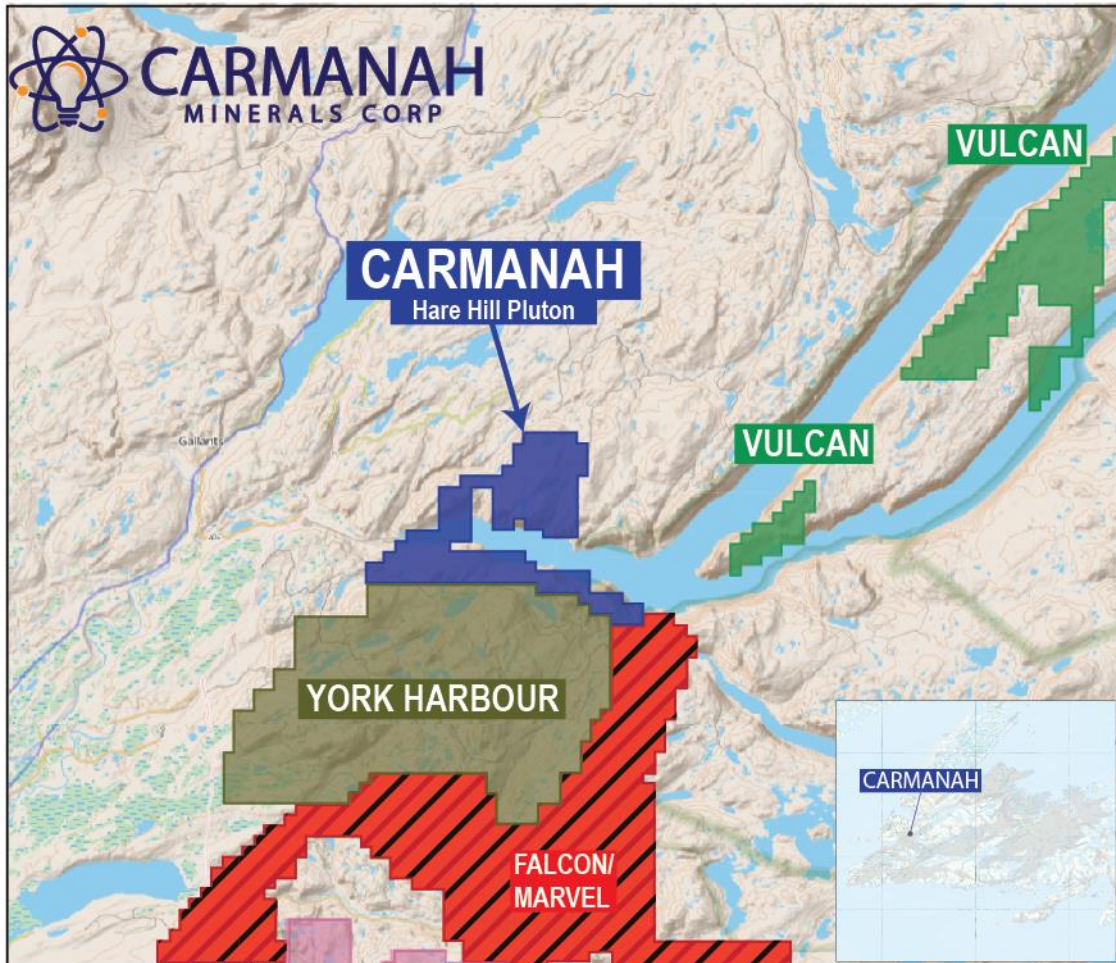 CARMANAH
MINERALS CORP
VULCAN
CARMANAH
Hare Hill Pluton
VULCAN
Gallants
YORK HARBOUR
CARMANAH
FALCON/
MARVEL